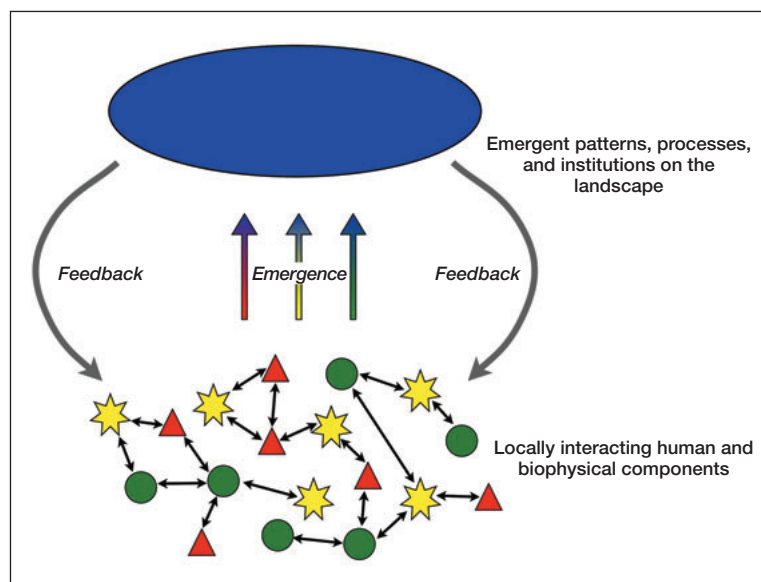 Emergent patterns, processes,
and institutions on the
landscape
Feedback
Emergence
Feedback
Locally interacting human and
biophysical components